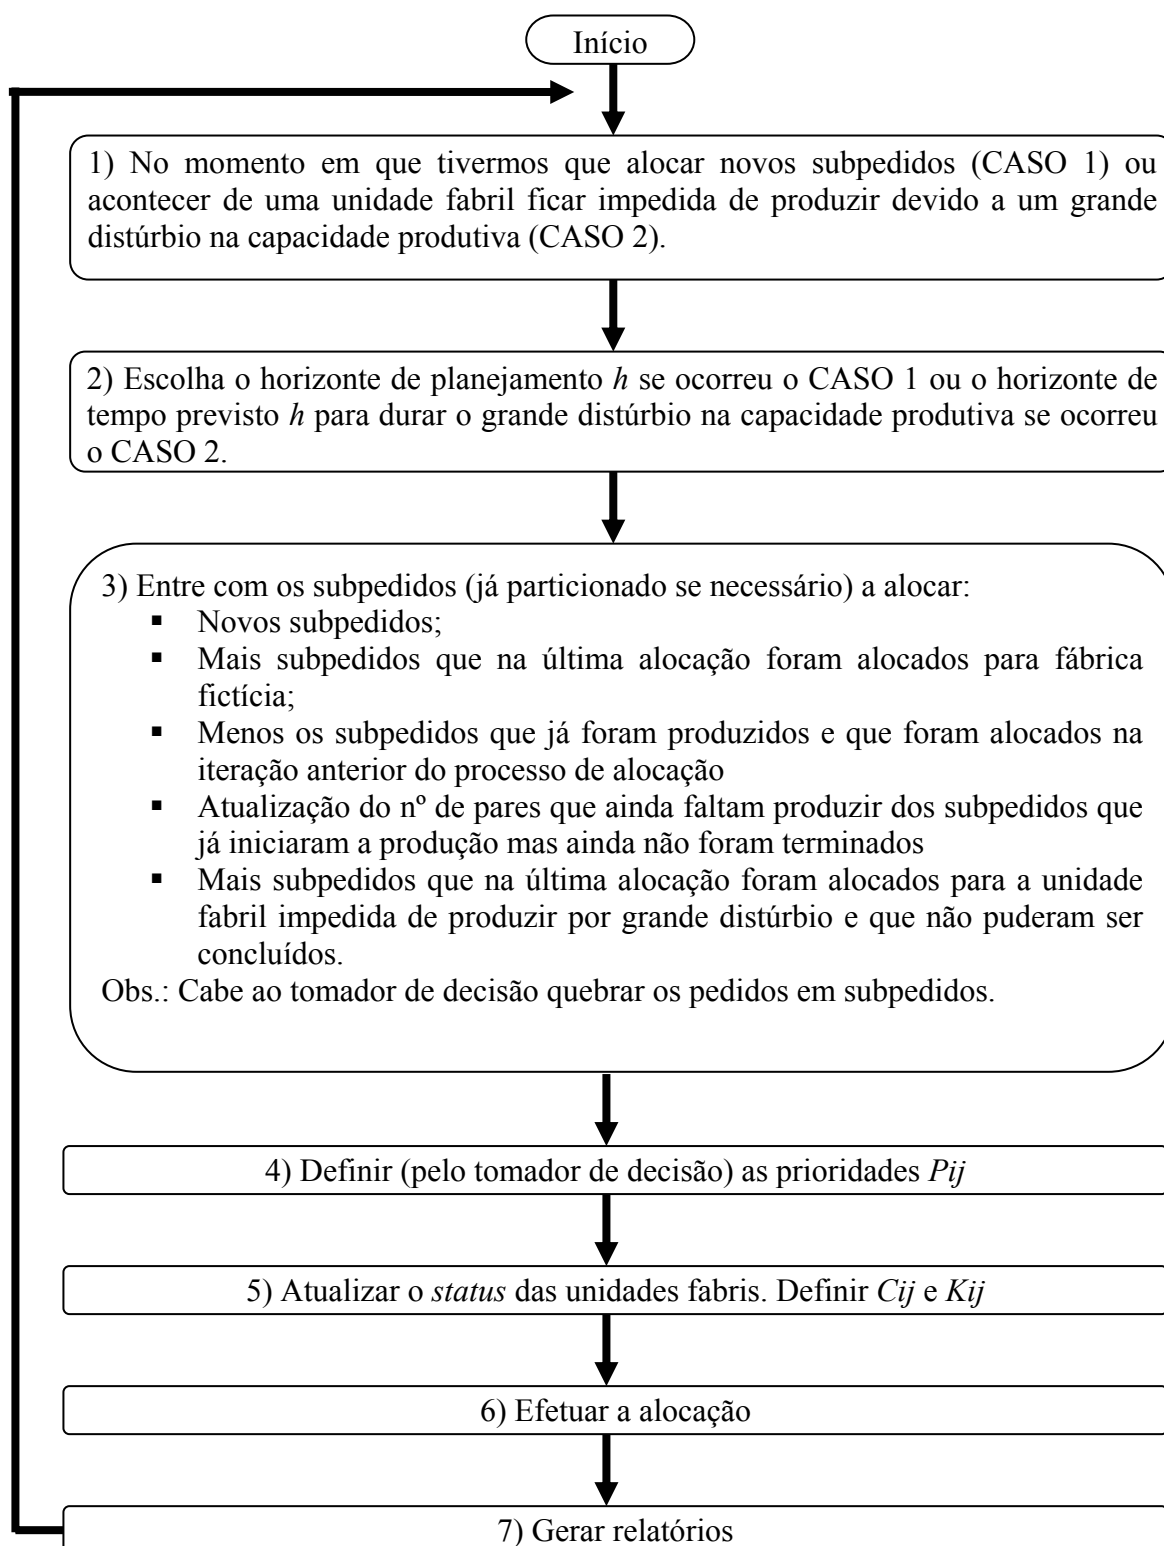 Início
1) No momento em que tivermos que alocar novos subpedidos (CASO 1) ou
acontecer de uma unidade fabril ficar impedida de produzir devido a um grande
distúrbio na capacidade produtiva (CASO 2).
2) Escolha o horizonte de planejamento h se ocorreu o CASO 1 ou o horizonte de
tempo previsto h para durar o grande distúrbio na capacidade produtiva se ocorreu
o CASO 2.
3) Entre com os subpedidos (já particionado se necessário) a alocar:
▪ Novos subpedidos;
▪ Mais subpedidos que na última alocação foram alocados para fábrica
fictícia;
▪ Menos os subpedidos que já foram produzidos e que foram alocados na
iteração anterior do processo de alocação
▪ Atualização do nº de pares que ainda faltam produzir dos subpedidos que
já iniciaram a produção mas ainda não foram terminados
▪ Mais subpedidos que na última alocação foram alocados para a unidade
fabril impedida de produzir por grande distúrbio e que não puderam ser
concluídos.
Obs.: Cabe ao tomador de decisão quebrar os pedidos em subpedidos.
4) Definir (pelo tomador de decisão) as prioridades Pij
5) Atualizar o status das unidades fabris. Definir Cij e Kij
6) Efetuar a alocação
7) Gerar relatórios